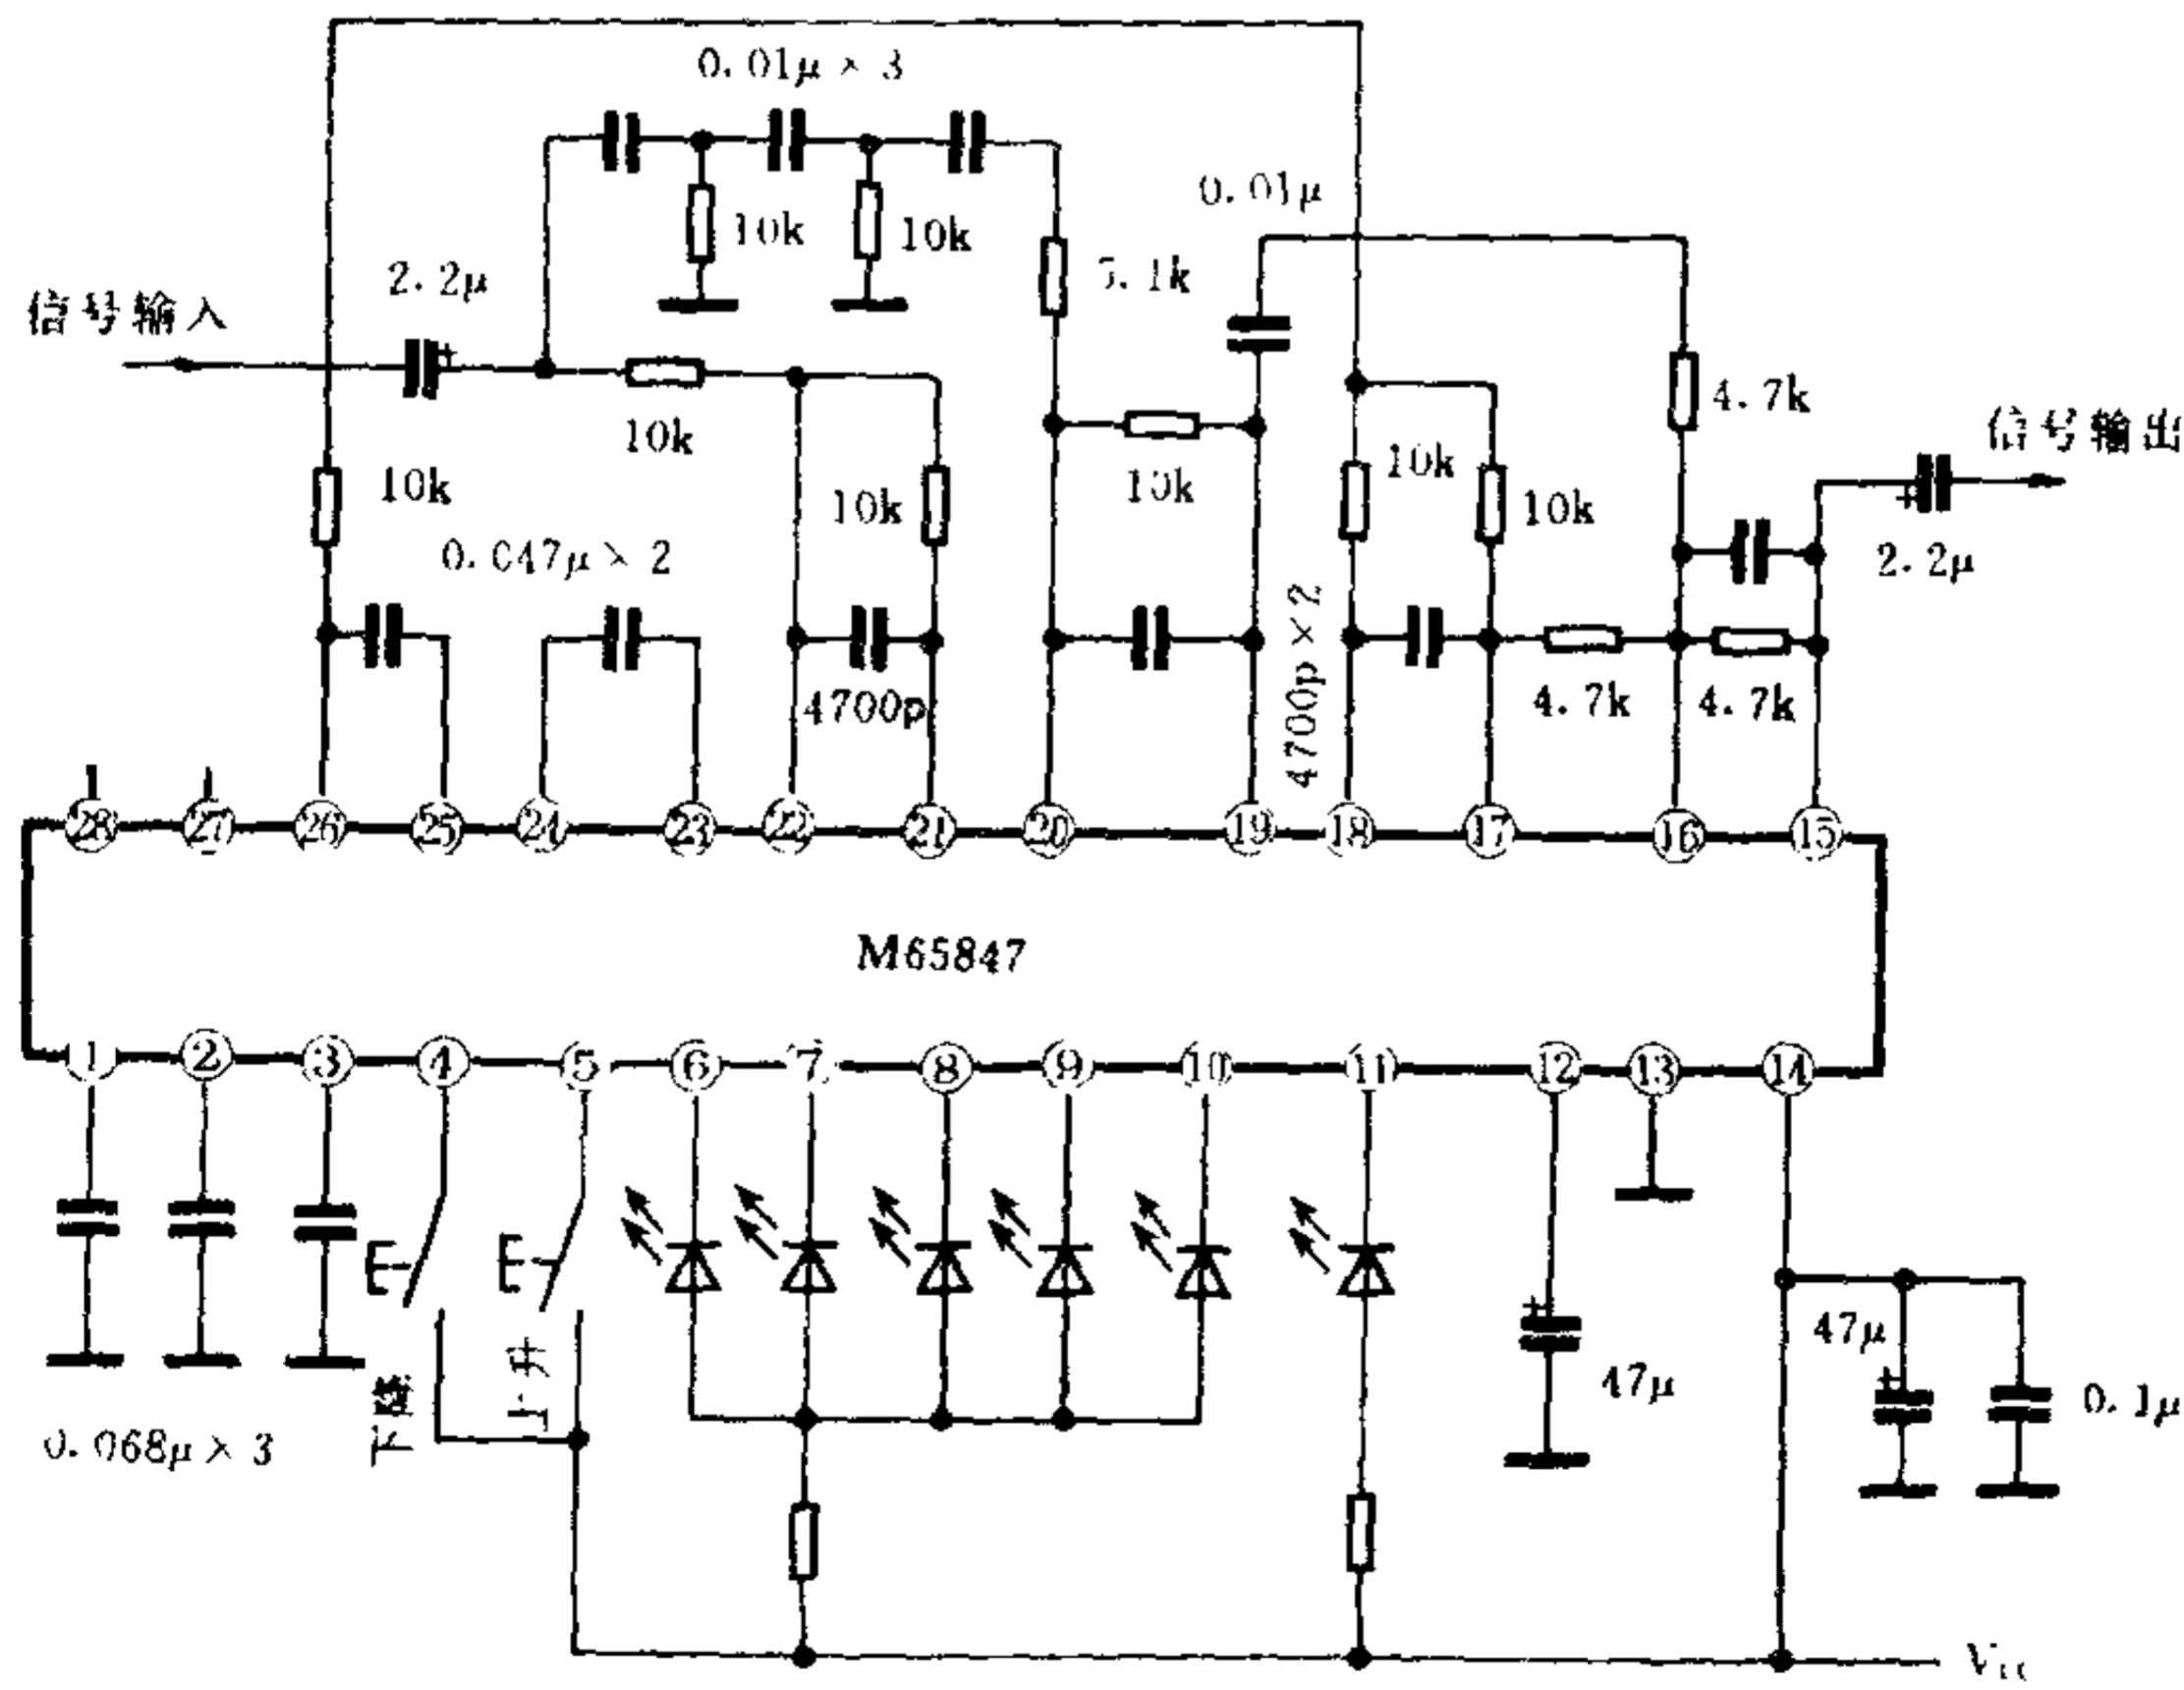 0.01μ × 3
0.01μ
10k
10k
5.1k
2.2μ
信号输入
4.7k
信号输出
10k
10k
10k
10k
10k
10k
0.047μ × 2
2.2μ
4700p
4700p × 2
4.7k
4.7k
28 27 26 25 24 23 22 21 20 19 18 17 16 15
M65847
1 2 3 4 5 6 7 8 9 10 11 12 13 14
+
+
+
+
47μ
47μ
0.1μ
下降
上升
0.068μ × 3
Vcc